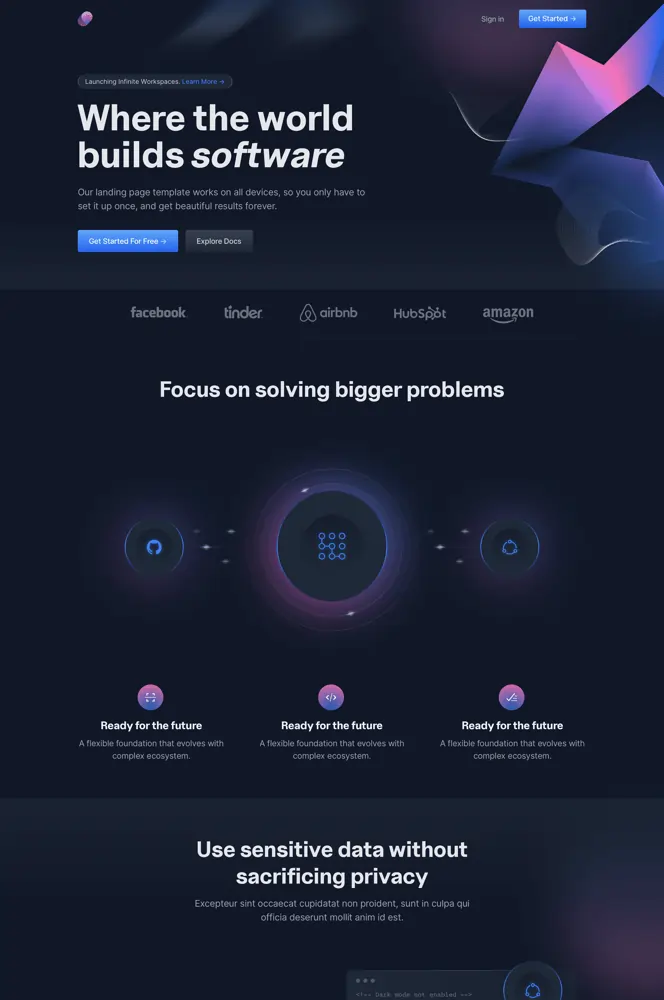 Sign in
Get Started ->
Launching Infinite Workspaces. Learn More ->
Where the world
builds software
Our landing page template works on all devices, so you only have to
set it up once, and get beautiful results forever.
Get Started For Free ->
Explore Docs
facebook
tinder
airbnb
HubSpot
amazon
Focus on solving bigger problems
Ready for the future
A flexible foundation that evolves with
complex ecosystem.
Ready for the future
A flexible foundation that evolves with
complex ecosystem.
Ready for the future
A flexible foundation that evolves with
complex ecosystem.
Use sensitive data without
sacrificing privacy
Excepteur sint occaecat cupidatat non proident, sunt in culpa qui
officia deserunt mollit anim id est.
<!-- Dark mode not enabled -->